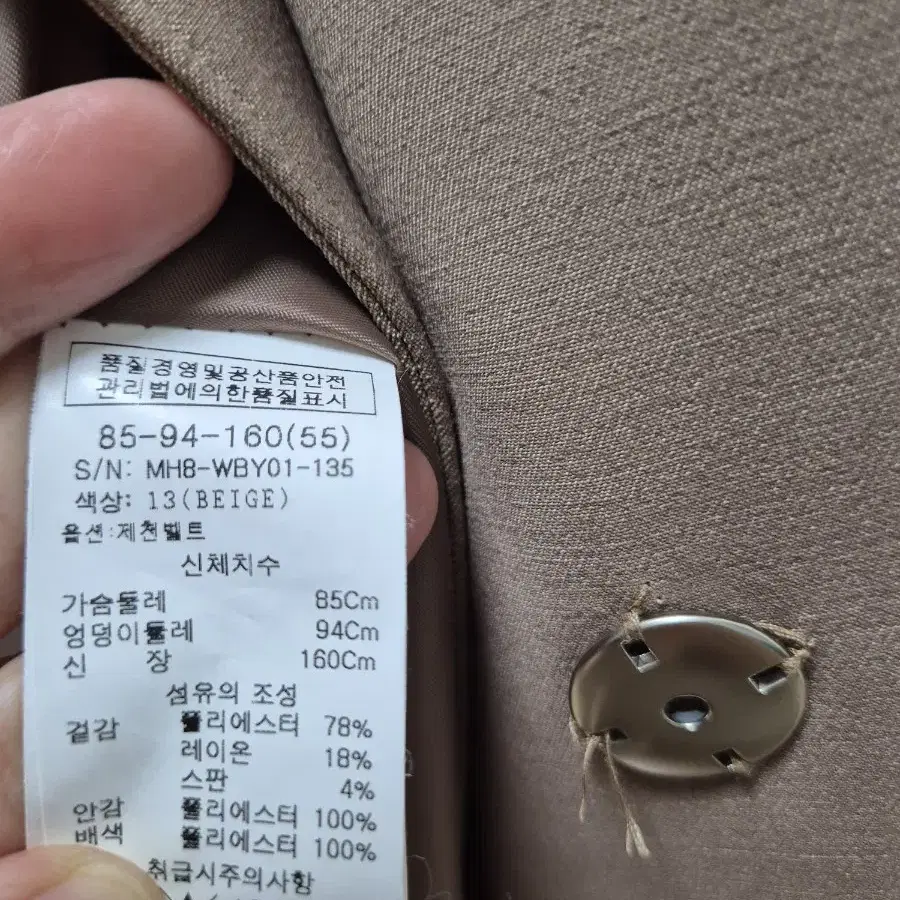 품질경영및공산품안전
관리법에의한품질표시
85-94-160(55)
S/N: MH8-WBY01-135
색상: 13(BEIGE)
옵션:제천벨트
신체치수
가슴둘레 85Cm
엉덩이둘레 94Cm
신 장 160Cm
섬유의 조성
겉감 폴리에스터 78%
레이온 18%
스판 4%
안감 폴리에스터 100%
배색 폴리에스터 100%
취급시주의사항